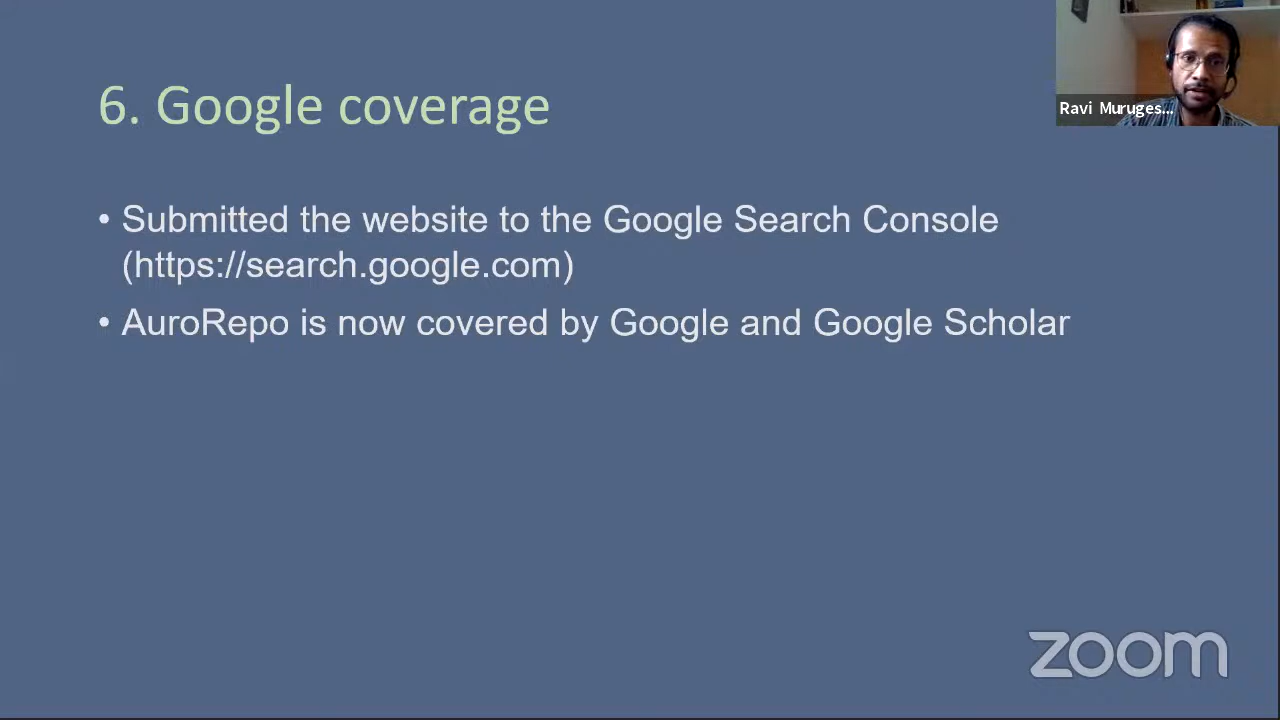 6. Google coverage
Ravi Muruges...
• Submitted the website to the Google Search Console
(https://search.google.com)
• AuroRepo is now covered by Google and Google Scholar
zoom